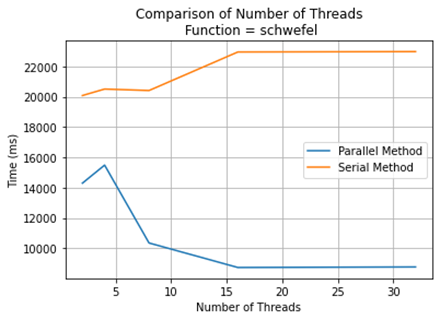 Comparison of Number of Threads
Function = schwefel
22000
20000
18000
16000
14000
12000
10000
Time (ms)
Parallel Method
Serial Method
5
10
15
20
25
30
Number of Threads